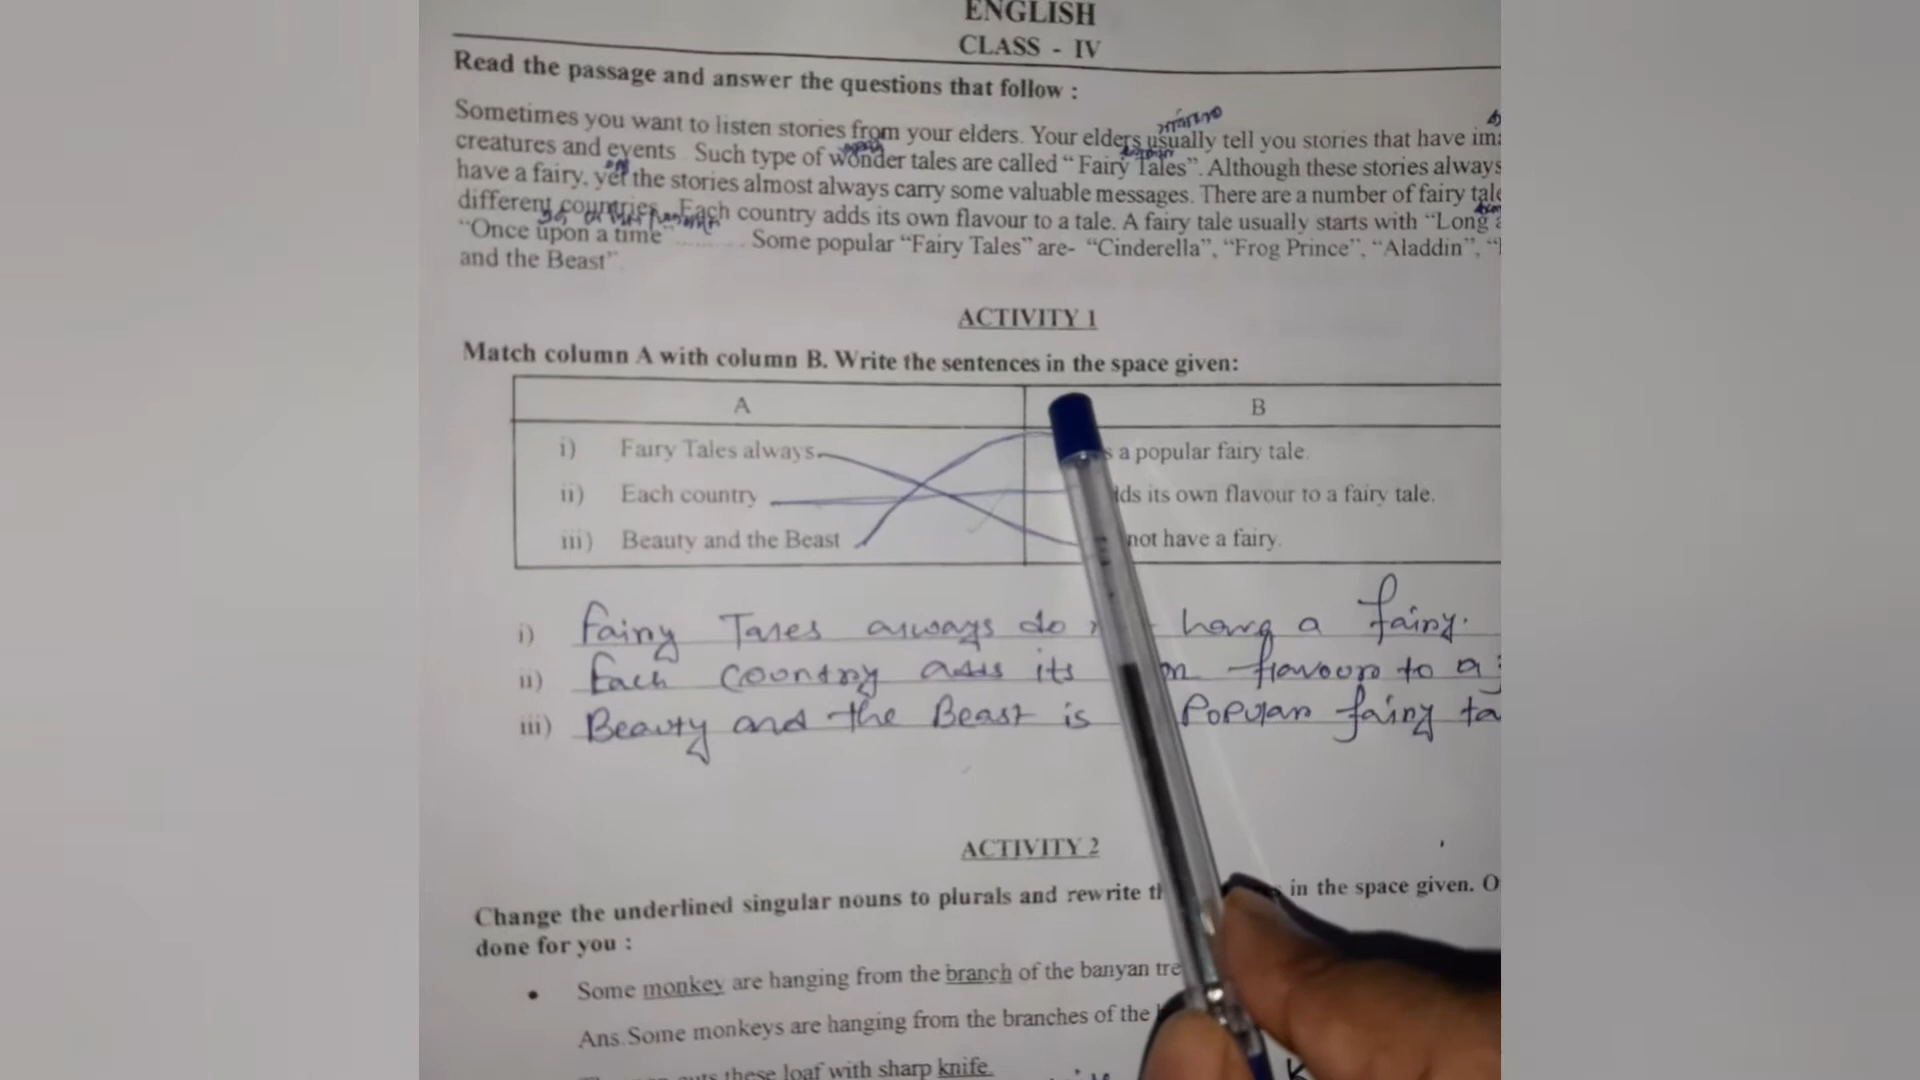 ENGLISH
CLASS - IV
Read the passage and answer the questions that follow :
Sometimes you want to listen stories from your elders. Your elders usually tell you stories that have
creatures and events. Such type of wonder tales are called “ Fairy Tales”. Although these stories always
have a fairy, yet the stories almost always carry some valuable messages. There are a number of fairy
different countries. Each country adds its own flavour to a tale. A fairy tale usually starts with “Long
“Once upon a time” ......... Some popular “Fairy Tales” are- “Cinderella”, “Frog Prince”, “Aladdin”,
and the Beast”
ACTIVITY 1
Match column A with column B. Write the sentences in the space given:
A B
i) Fairy Tales always a popular fairy tale.
ii) Each country its own flavour to a fairy tale.
iii) Beauty and the Beast not have a fairy.
i) Fairy Tales always do a fairy.
ii) Each country its flavour to a
iii) Beauty and the Beast is Popular fairy
ACTIVITY 2
Change the underlined singular nouns to plurals and rewrite in the space given.
done for you :
• Some monkey are hanging from the branch of the banyan
Ans.Some monkeys are hanging from the branches of the
these loaf with sharp knife.